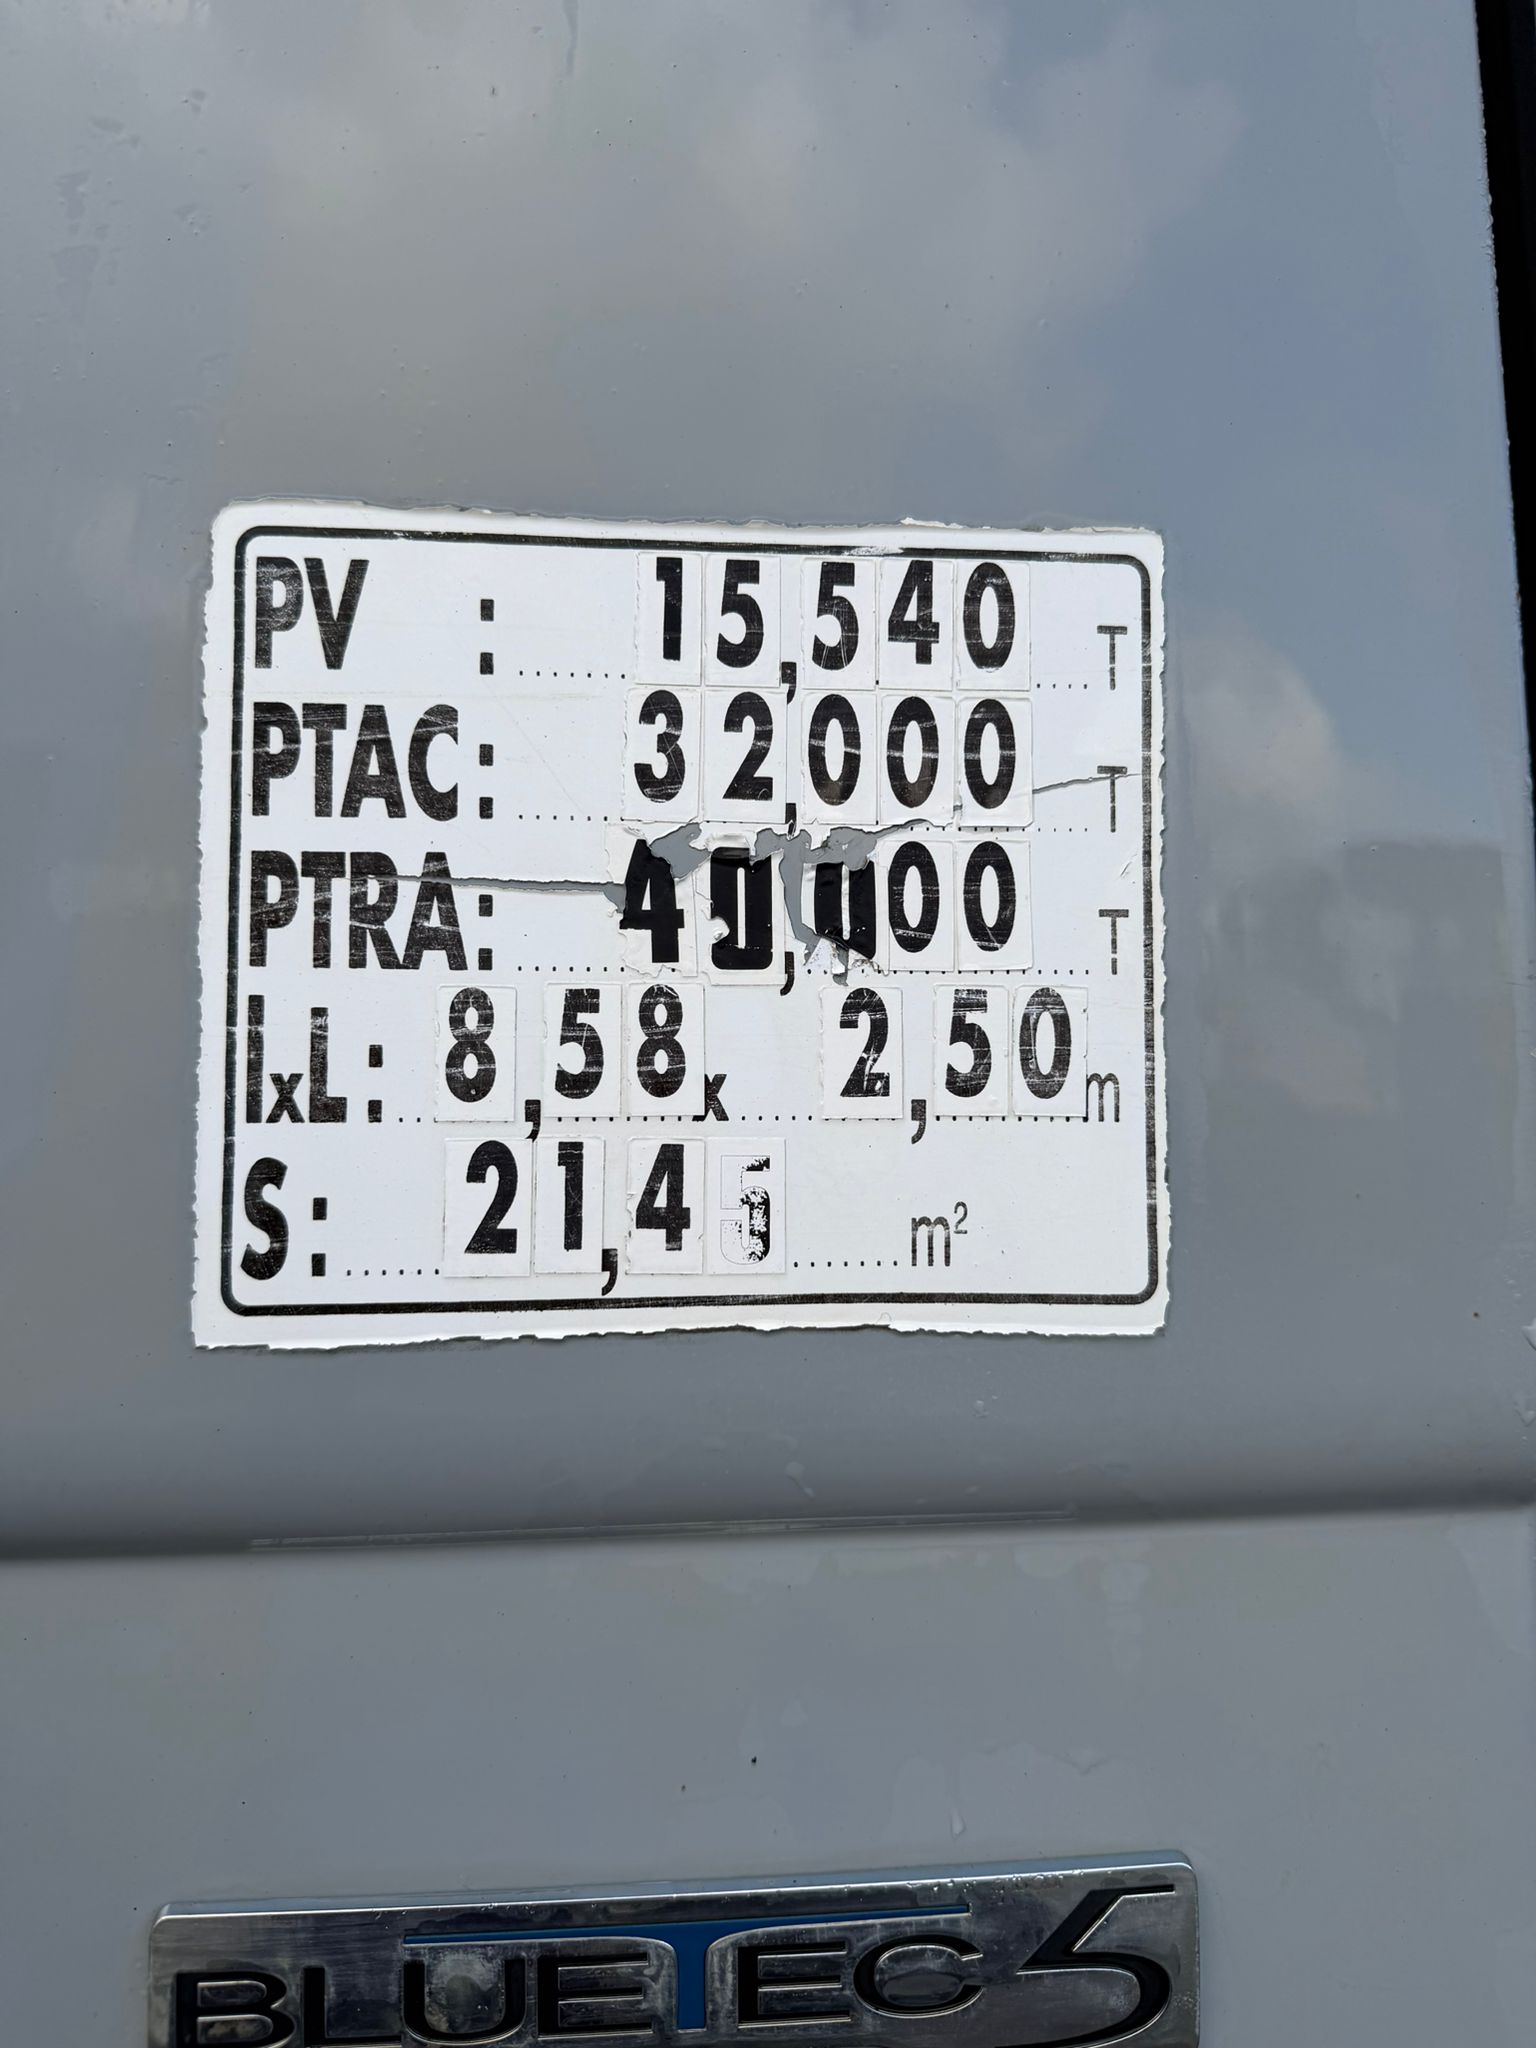 PV : 15,540 T
PTAC : 32,000 T
PTRA : 40,000 T
lxL : 8,58 x 2,50 m
S : 21,45 m²
BLUETEC 5